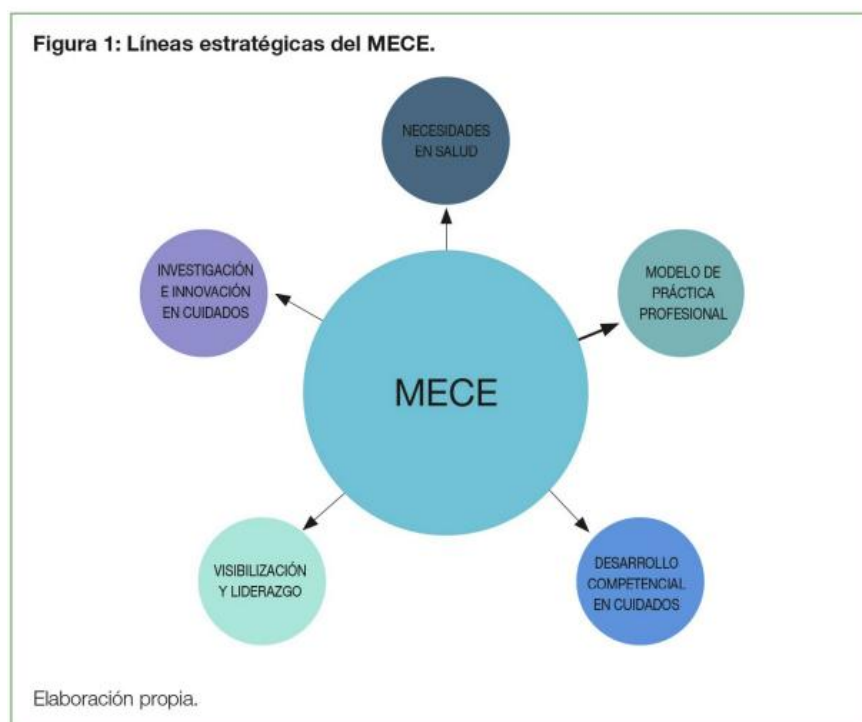 Figura 1: Líneas estratégicas del MECE.
NECESIDADES
EN SALUD
INVESTIGACIÓN
E INNOVACIÓN
EN CUIDADOS
MODELO DE
PRÁCTICA
PROFESIONAL
MECE
VISIBILIZACIÓN
Y LIDERAZGO
DESARROLLO
COMPETENCIAL
EN CUIDADOS
Elaboración propia.